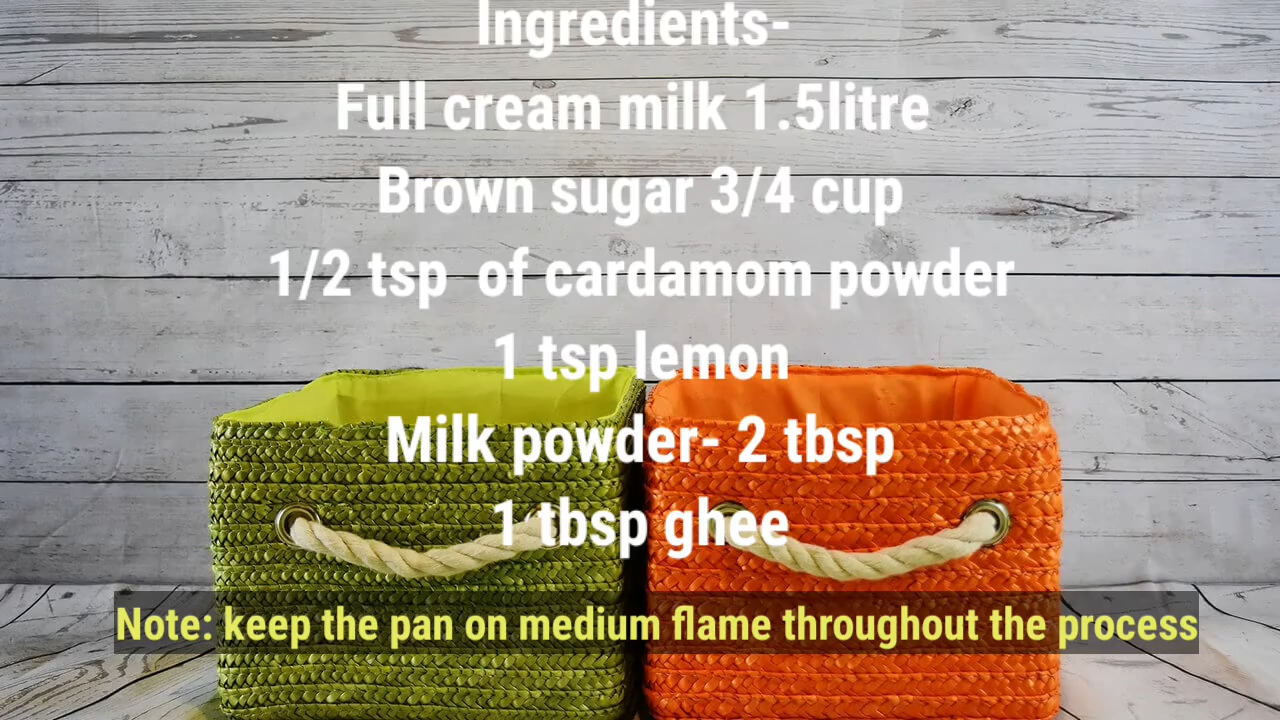 Ingredients-
Full cream milk 1.5litre
Brown sugar 3/4 cup
1/2 tsp  of cardamom powder
1 tsp lemon
Milk powder- 2 tbsp
1 tbsp ghee
Note: keep the pan on medium flame throughout the process